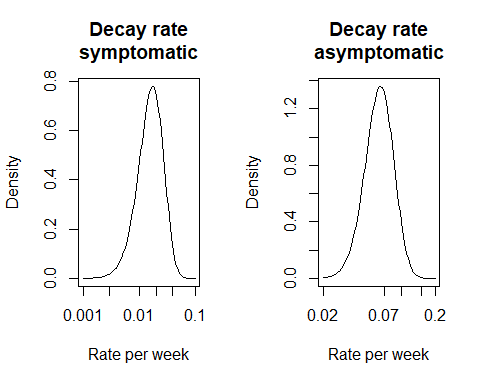 Decay rate
symptomatic
Density
0.0
0.2
0.4
0.6
0.8
0.001
0.01
0.1
Rate per week
Decay rate
asymptomatic
Density
0.0
0.4
0.8
1.2
0.02
0.07
0.2
Rate per week